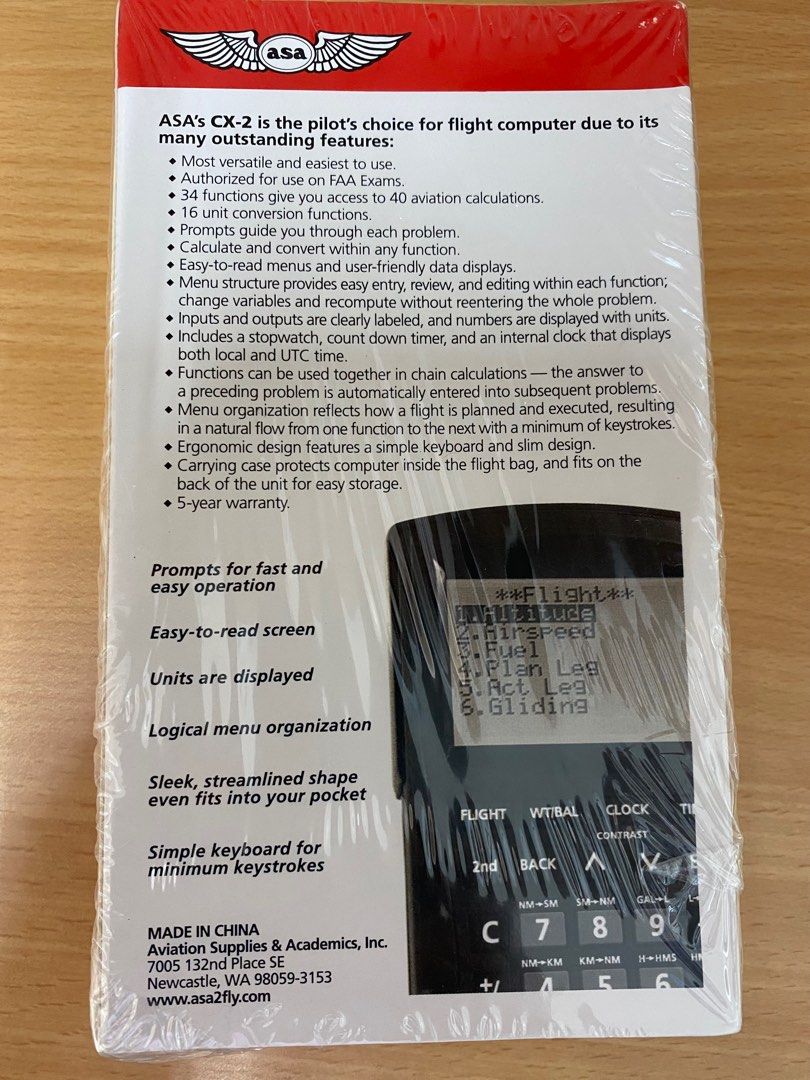 asa
ASA's CX-2 is the pilot's choice for flight computer due to its
many outstanding features:
◆ Most versatile and easiest to use.
◆ Authorized for use on FAA Exams.
◆ 34 functions give you access to 40 aviation calculations.
◆ 16 unit conversion functions.
◆ Prompts guide you through each problem.
◆ Calculate and convert within any function.
◆ Easy-to-read menus and user-friendly data displays.
◆ Menu structure provides easy entry, review, and editing within each function;
change variables and recompute without reentering the whole problem.
◆ Inputs and outputs are clearly labeled, and numbers are displayed with units.
◆ Includes a stopwatch, count down timer, and an internal clock that displays
both local and UTC time.
◆ Functions can be used together in chain calculations — the answer to
a preceding problem is automatically entered into subsequent problems.
◆ Menu organization reflects how a flight is planned and executed, resulting
in a natural flow from one function to the next with a minimum of keystrokes.
◆ Ergonomic design features a simple keyboard and slim design.
◆ Carrying case protects computer inside the flight bag, and fits on the
back of the unit for easy storage.
◆ 5-year warranty.
Prompts for fast and
easy operation
Easy-to-read screen
Units are displayed
Logical menu organization
Sleek, streamlined shape
even fits into your pocket
Simple keyboard for
minimum keystrokes
MADE IN CHINA
Aviation Supplies & Academics, Inc.
7005 132nd Place SE
Newcastle, WA 98059-3153
www.asa2fly.com
**Flight**
1.Altitude
2.Airspeed
3.Fuel
4.Plan Leg
5.Act Leg
6.Gliding
FLIGHT WT/BAL CLOCK
CONTRAST
2nd BACK
NM→SM SM→NM GAL→L
C 7 8 9
NM→KM KM→NM H→HMS
+/ 4 5 6